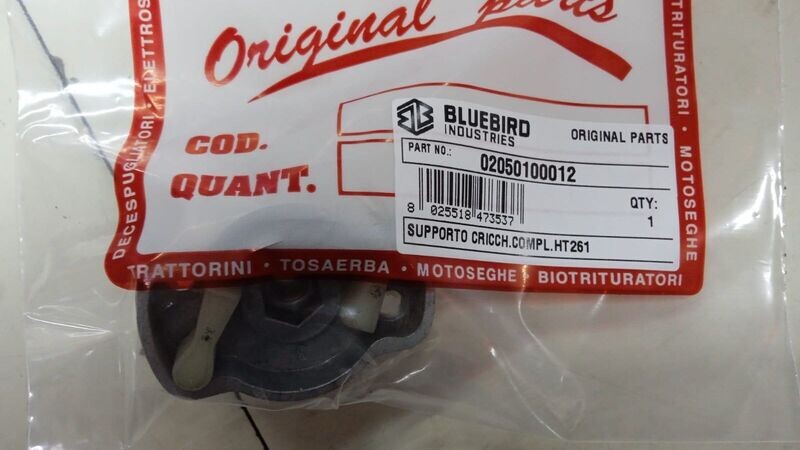 Original parts
COD.
QUANT.
BLUEBIRD
INDUSTRIES
ORIGINAL PARTS
PART NO.:
02050100012
8 025518 473537
QTY:
1
SUPPORTO CRICCH.COMPL.HT261
DECESPUGLIATORI • ELETTROS
TRATTORINI • TOSAERBA • MOTOSEGHE • BIOTRITURATORI
BIOTRITURATORI • MOTOSEGHE